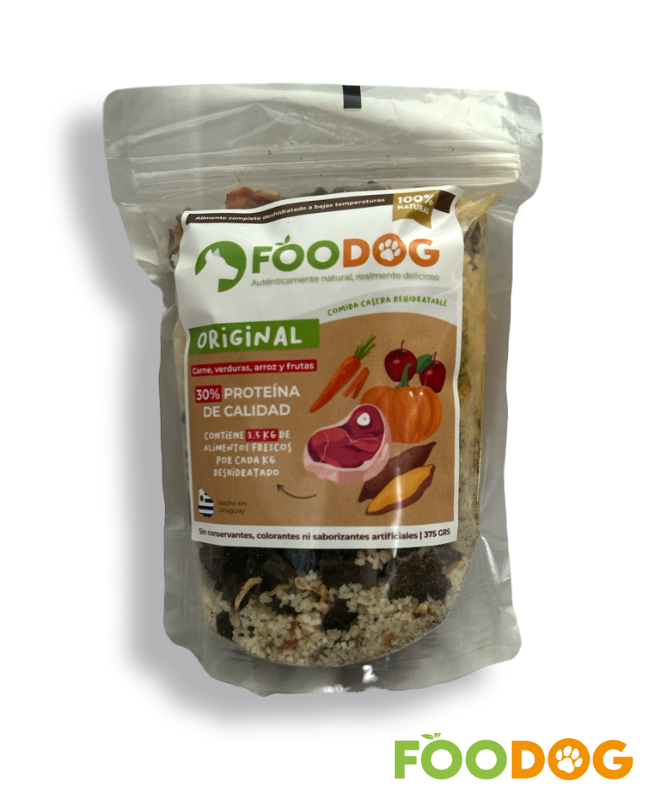 Alimento completo deshidratado a bajas temperaturas
100%
NATURAL
FOODOG
Auténticamente natural, realmente delicioso
COMIDA CASERA REHIDRATABLE
ORIGINAL
Carne, verduras, arroz y frutas
30% PROTEÍNA
DE CALIDAD
CONTIENE 3.5 KG DE
ALIMENTOS FRESCOS
POR CADA KG
DESHIDRATADO
Hecho en
Uruguay
Sin conservantes, colorantes ni saborizantes artificiales | 375 GRS
FOODOG